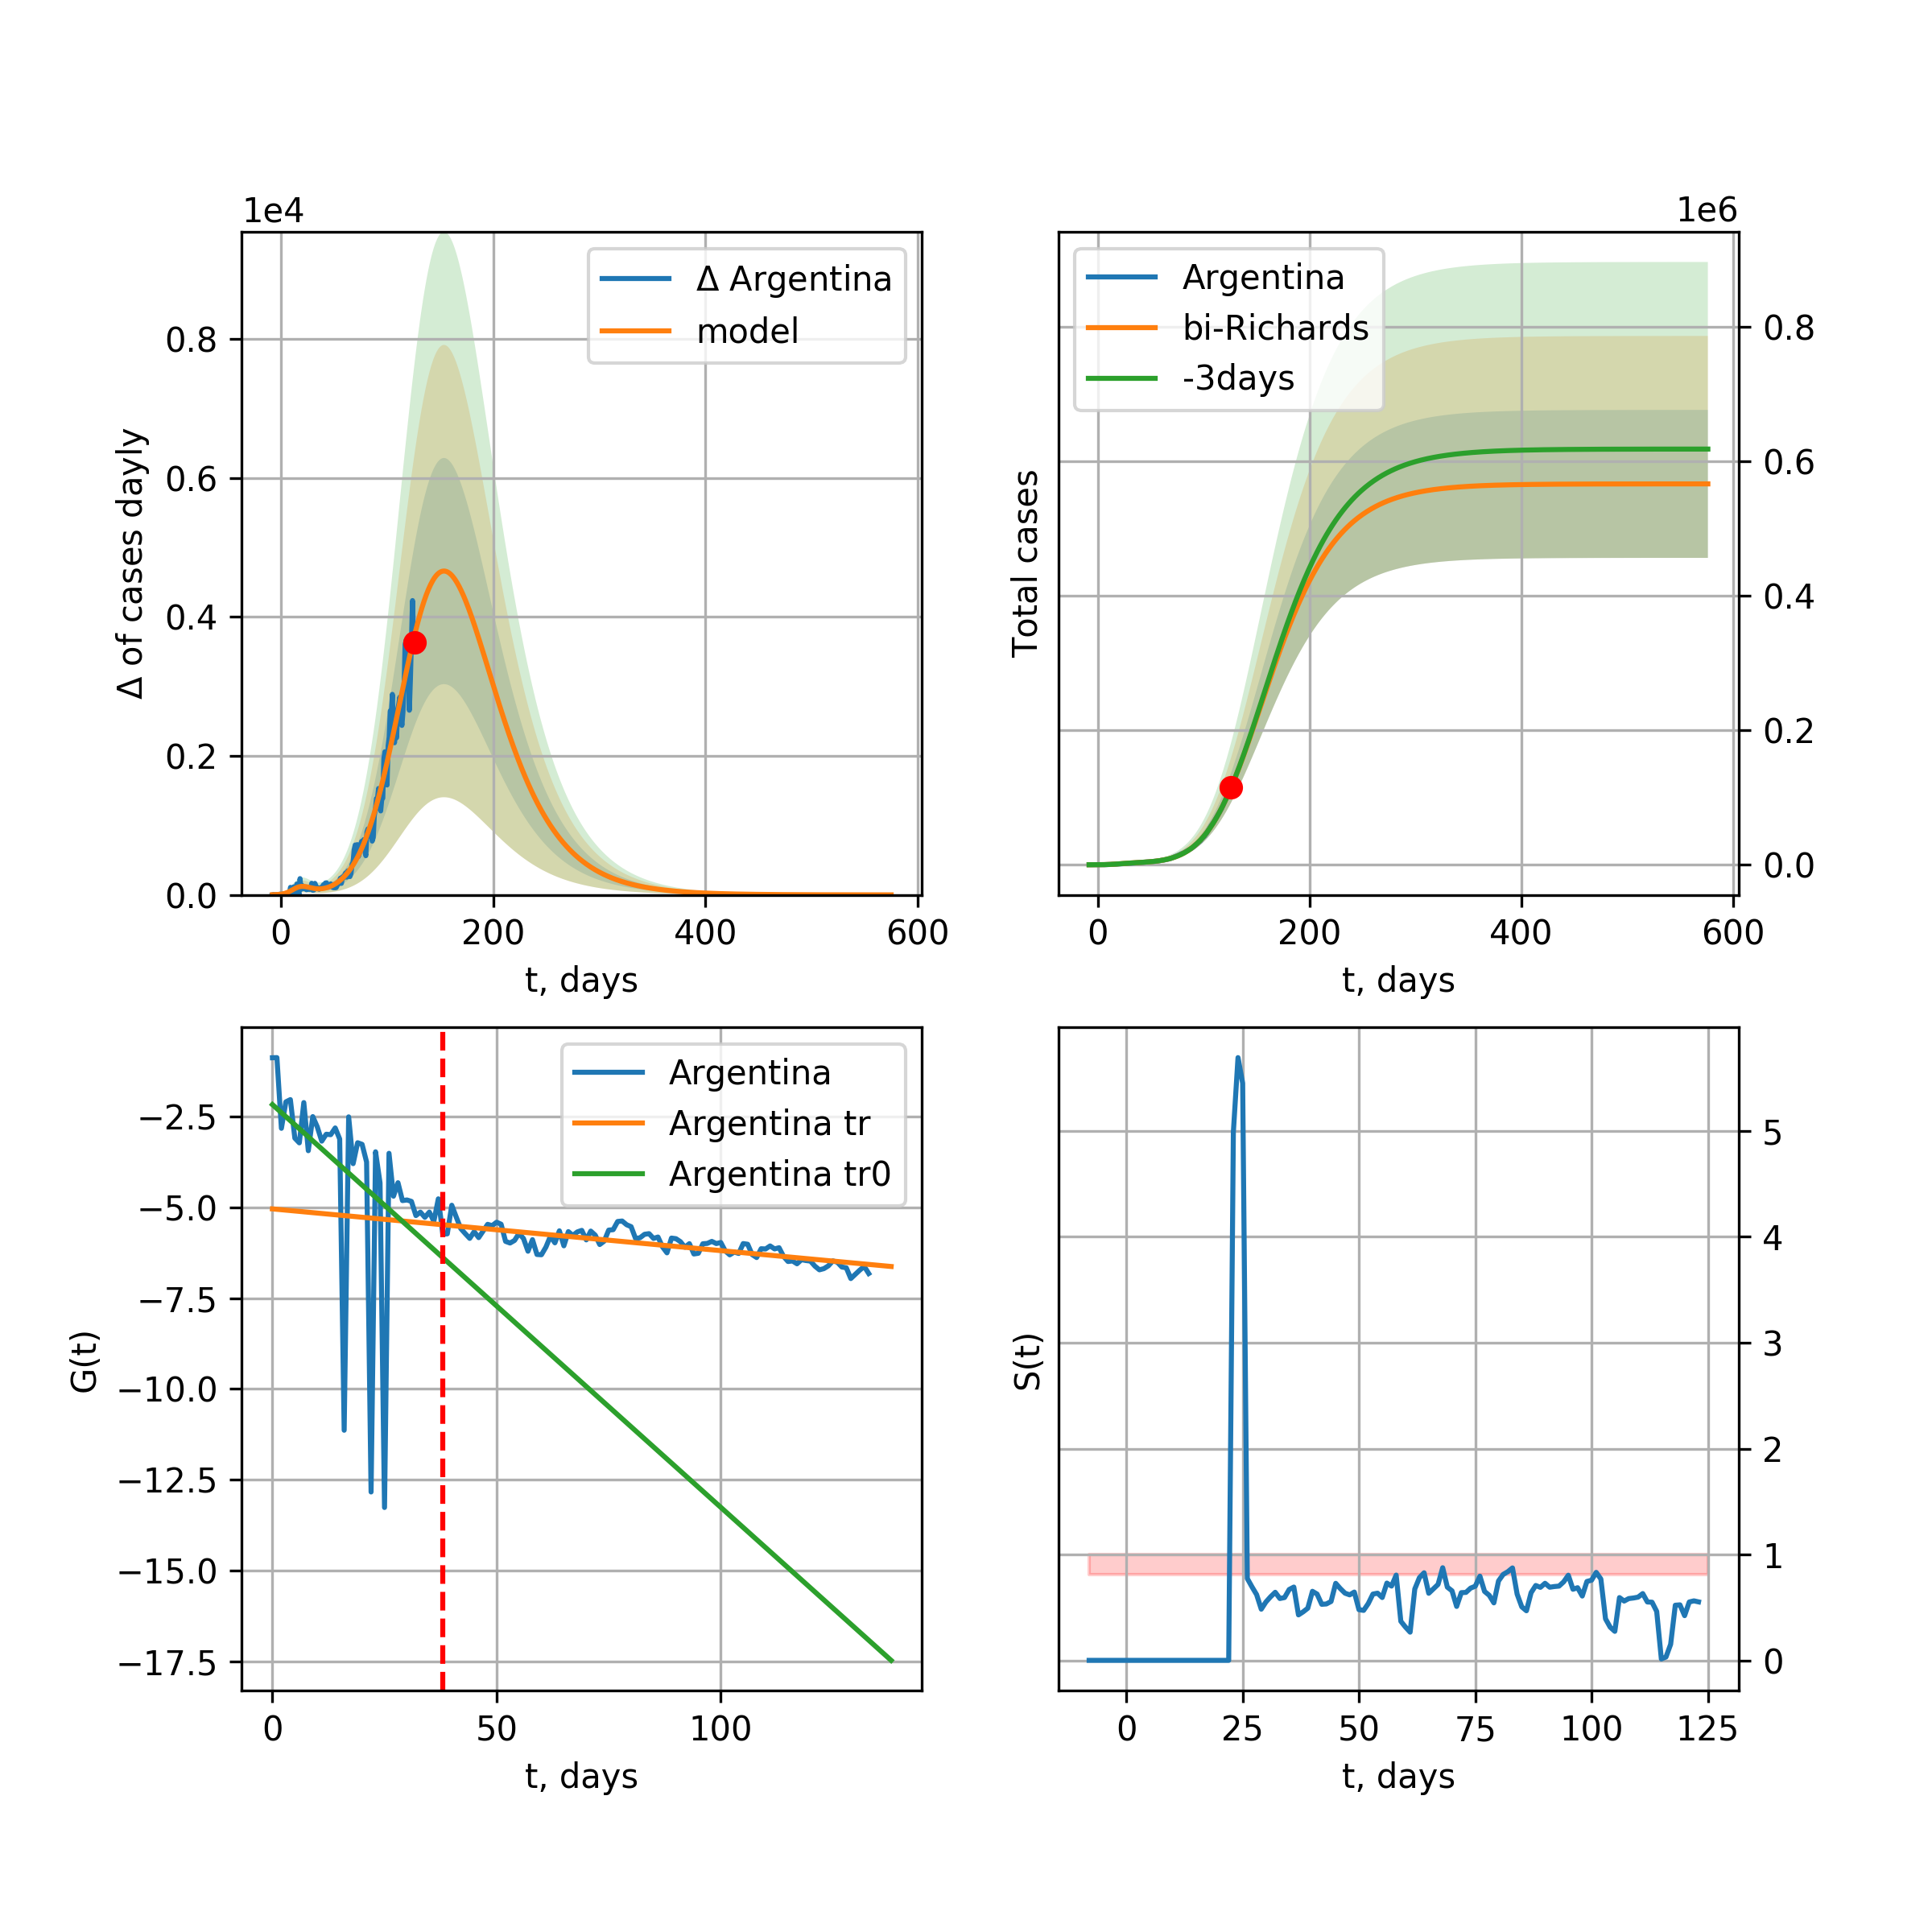 1e4
Δ Argentina
model
0.8
0.6
0.4
0.2
0.0
Δ of cases dayly
0 200 400 600
t, days
1e6
Argentina
bi-Richards
-3days
0.8
0.6
0.4
0.2
0.0
Total cases
0 200 400 600
t, days
Argentina
Argentina tr
Argentina tr0
−2.5
−5.0
−7.5
−10.0
−12.5
−15.0
−17.5
G(t)
0 50 100
t, days
5
4
3
2
1
0
S(t)
0 25 50 75 100 125
t, days